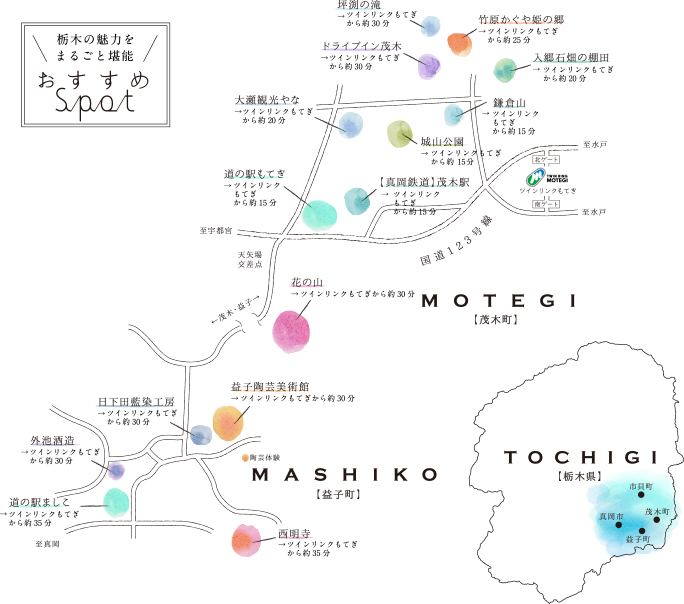 栃木の魅力を
まるごと堪能
おすすめ
Spot
坪渕の滝
→ツインリンクもてぎ
から約30分
竹原かぐや姫の郷
→ツインリンクもてぎ
から約25分
ドライブイン茂木
→ツインリンクもてぎ
から約30分
入郷石畑の棚田
→ツインリンクもてぎ
から約20分
大瀬観光やな
→ツインリンクもてぎ
から約20分
鎌倉山
→ツインリンク
もてぎ
から約15分
城山公園
→ツインリンクもてぎ
から約15分
至水戸
北ゲート
TWIN RING
MOTEGI
ツインリンクもてぎ
南ゲート
至水戸
道の駅もてぎ
→ツインリンク
もてぎ
から約15分
【真岡鉄道】茂木駅
→ツインリンク
もてぎ
から約15分
至宇都宮
国道123号線
天矢場
交差点
花の山
→ツインリンクもてぎから約30分
←茂木・益子→
MOTEGI
【茂木町】
益子陶芸美術館
→ツインリンクもてぎから約30分
日下田藍染工房
→ツインリンクもてぎ
から約30分
外池酒造
→ツインリンクもてぎ
から約30分
陶芸体験
MASHIKO
【益子町】
道の駅ましこ
→ツインリンクもてぎ
から約35分
西明寺
→ツインリンクもてぎ
から約35分
至真岡
TOCHIGI
【栃木県】
市貝町
茂木町
真岡市
益子町